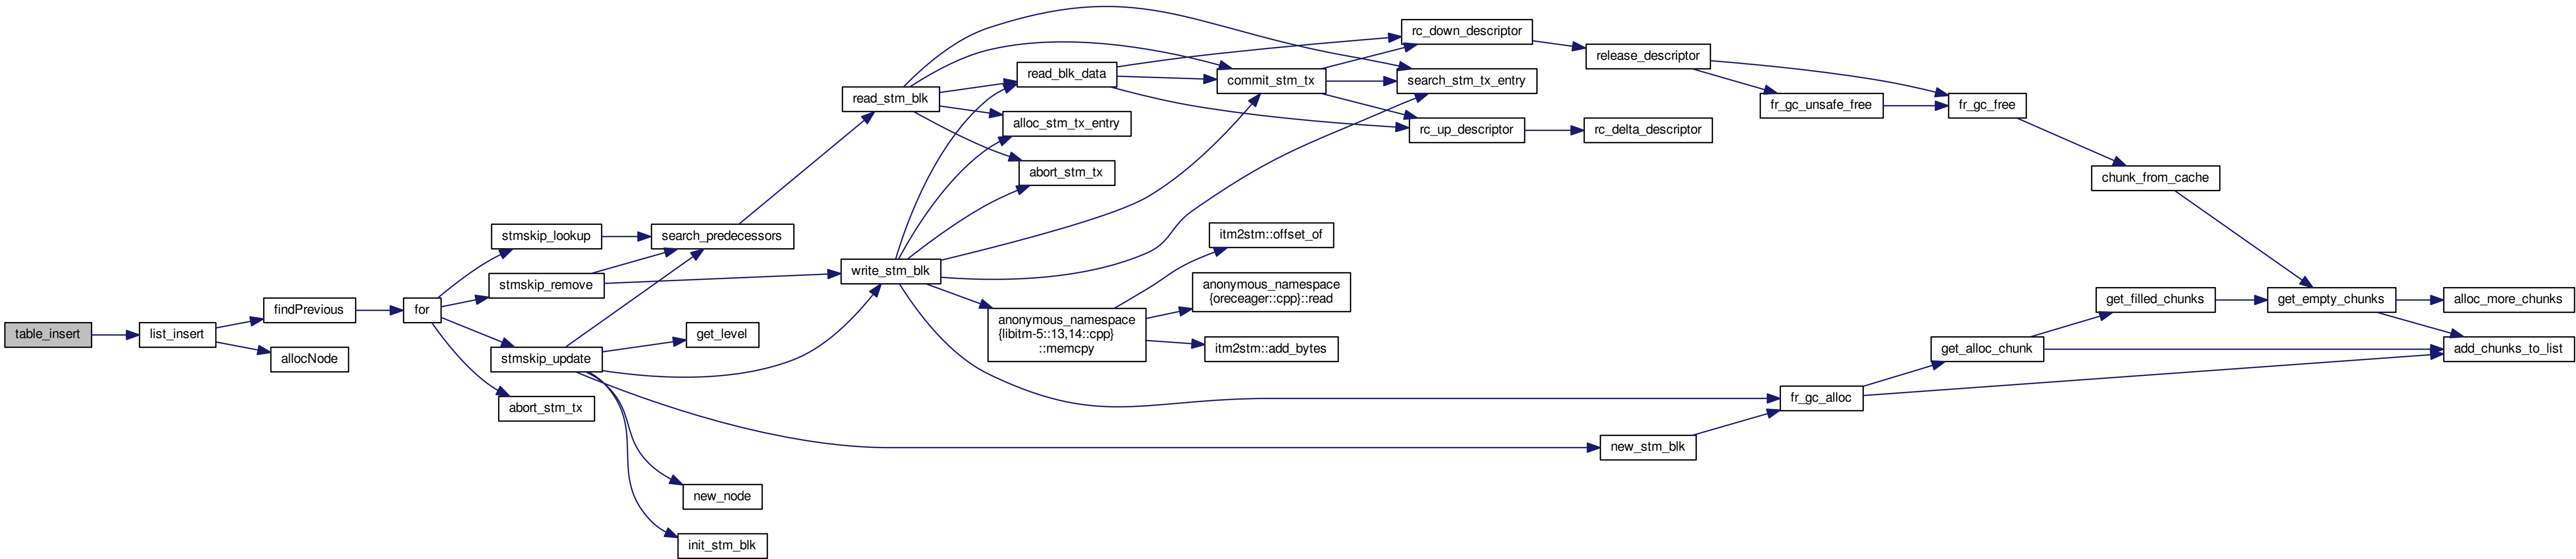 table_insert
list_insert
findPrevious
allocNode
for
stmskip_lookup
stmskip_remove
stmskip_update
abort_stm_tx
search_predecessors
get_level
new_node
init_stm_blk
read_stm_blk
write_stm_blk
read_blk_data
alloc_stm_tx_entry
abort_stm_tx
anonymous_namespace
{libitm-5::13,14::cpp}
::memcpy
commit_stm_tx
itm2stm::offset_of
anonymous_namespace
{oreceager::cpp}::read
itm2stm::add_bytes
rc_down_descriptor
search_stm_tx_entry
rc_up_descriptor
release_descriptor
rc_delta_descriptor
new_stm_blk
fr_gc_unsafe_free
fr_gc_alloc
fr_gc_free
get_alloc_chunk
chunk_from_cache
get_filled_chunks
get_empty_chunks
alloc_more_chunks
add_chunks_to_list